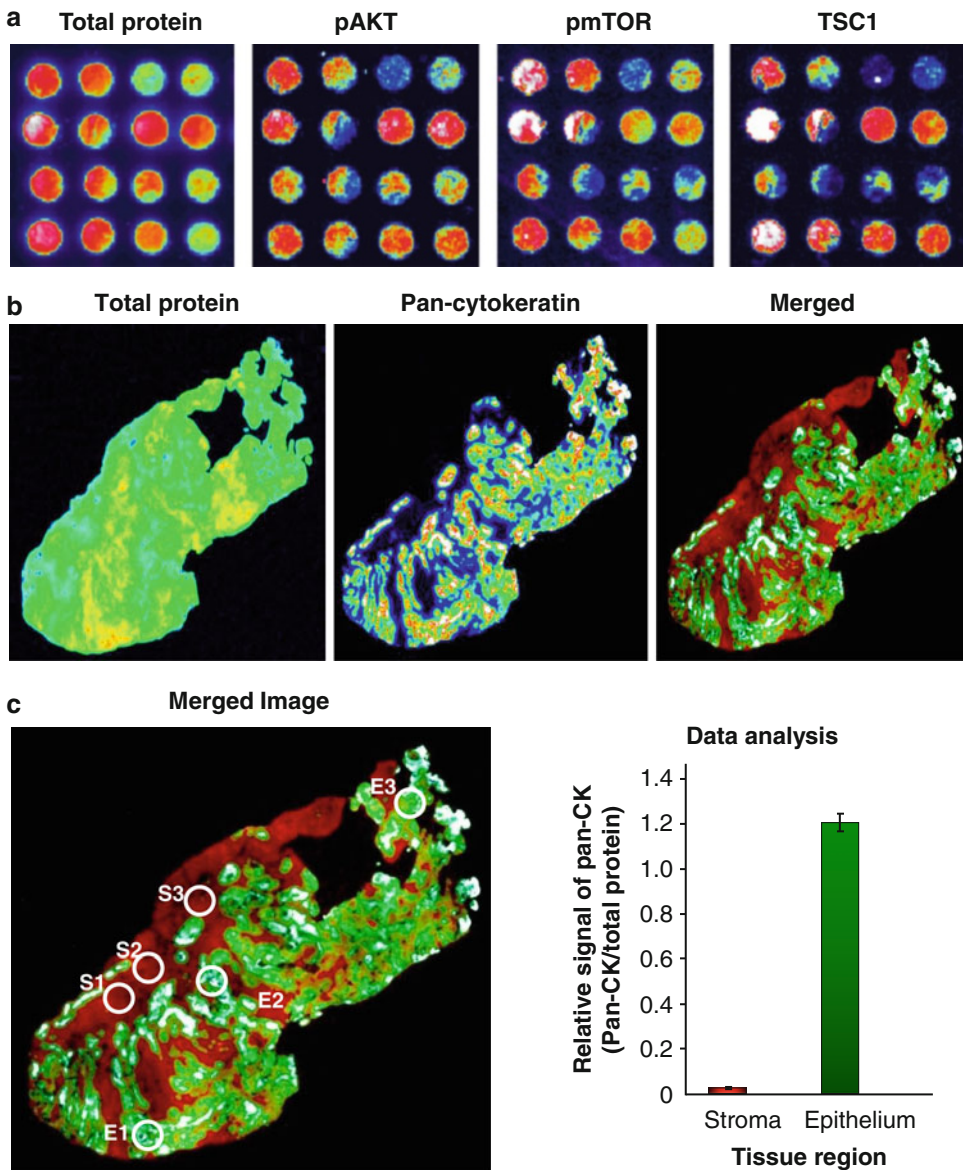 a
Total protein
pAKT
pmTOR
TSC1
b
Total protein
Pan-cytokeratin
Merged
c
Merged Image
E3
S3
S2
S1
E2
E1
Data analysis
Relative signal of pan-CK
(Pan-CK/total protein)
1.4
1.2
1.0
0.8
0.6
0.4
0.2
0
Stroma
Epithelium
Tissue region